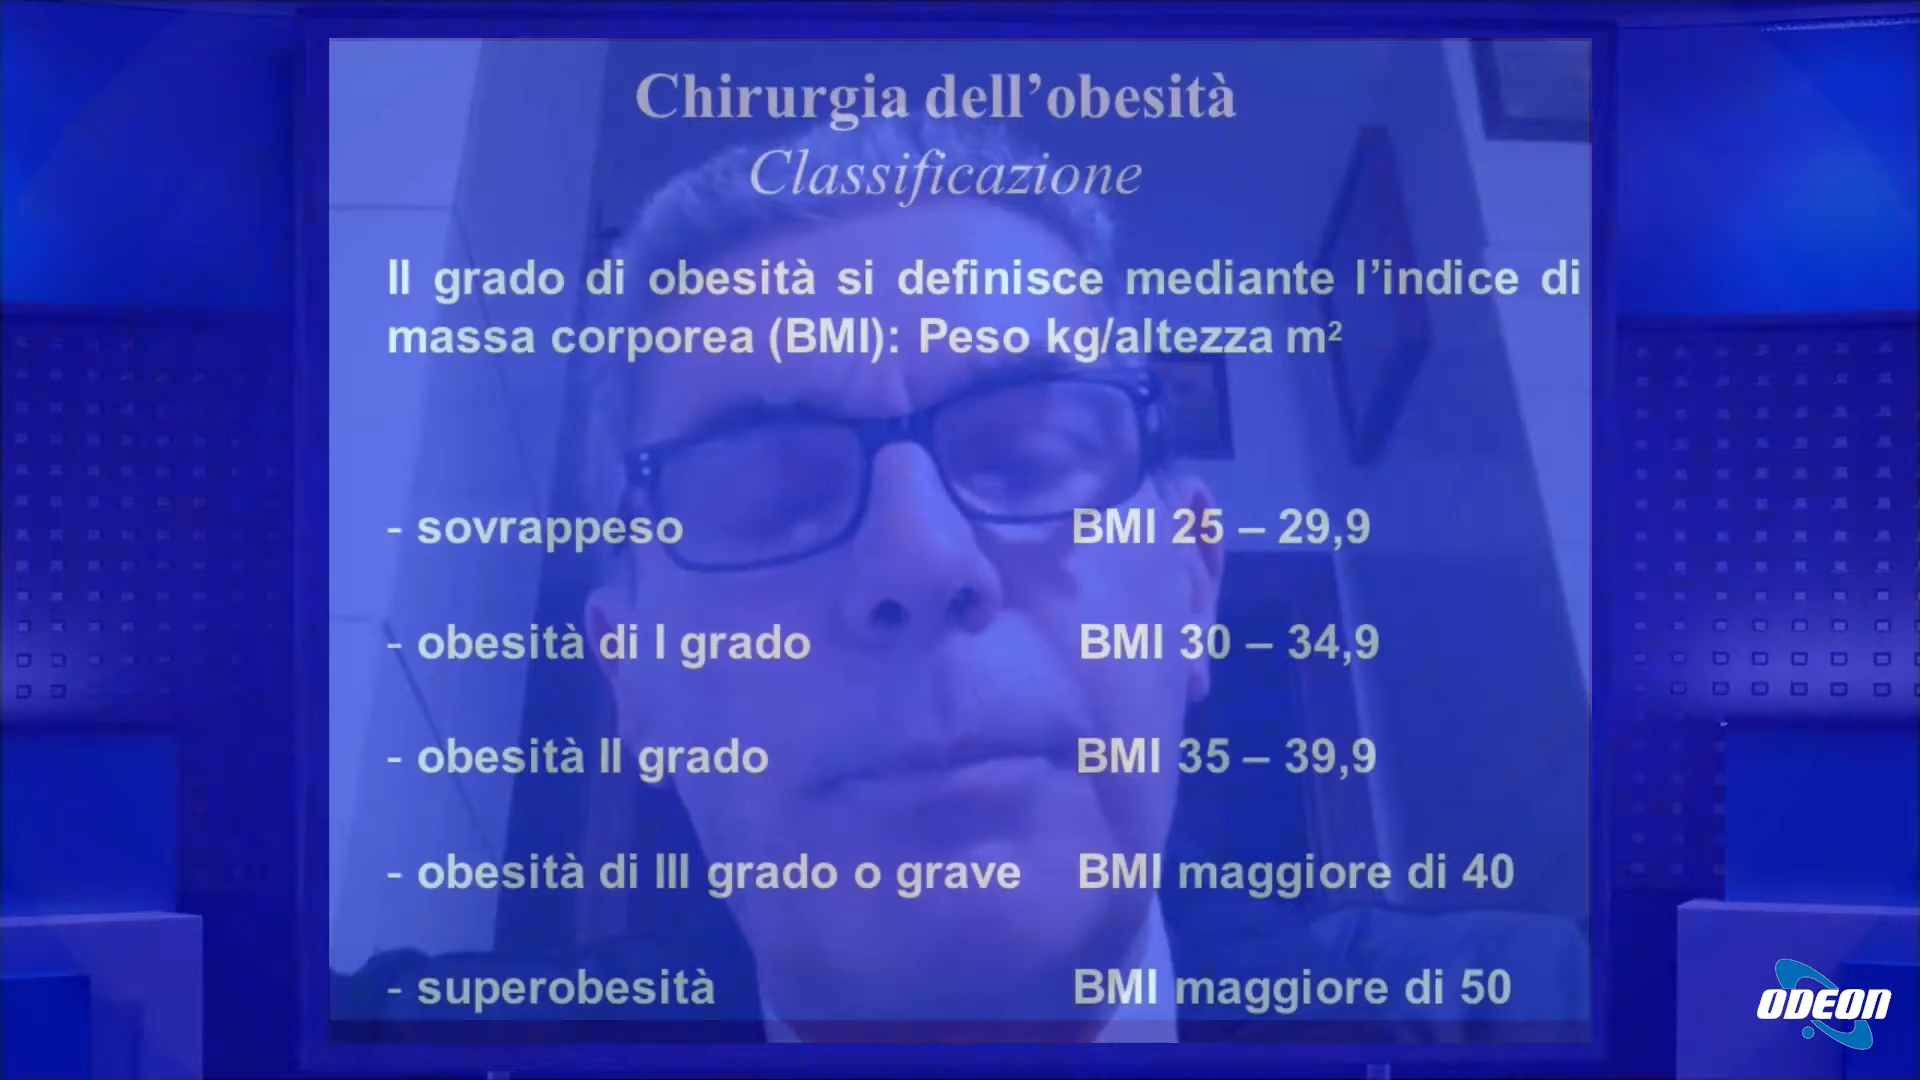 Chirurgia dell’obesità
Classificazione
Il grado di obesità si definisce mediante l’indice di
massa corporea (BMI): Peso kg/altezza m²
- sovrappeso BMI 25 – 29,9
- obesità di I grado BMI 30 – 34,9
- obesità II grado BMI 35 – 39,9
- obesità di III grado o grave BMI maggiore di 40
- superobesità BMI maggiore di 50
ODEON